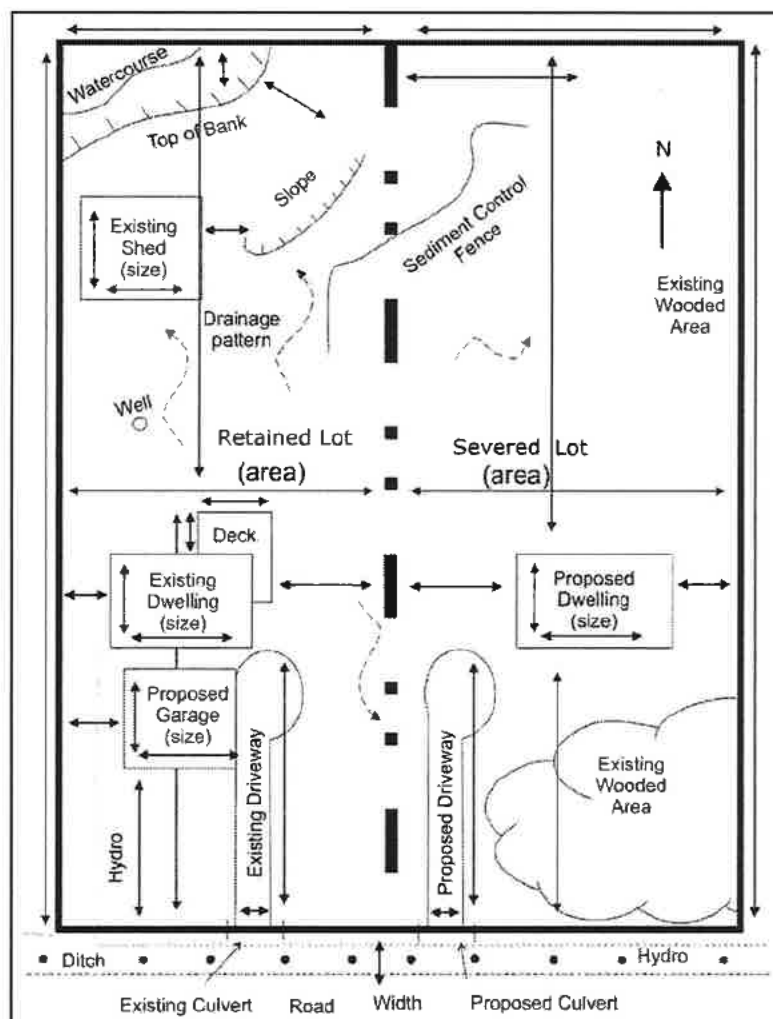 Watercourse
Top of Bank
N
Slope
Sediment Control
Fence
Existing
Shed
(size)
Existing
Wooded
Area
Drainage
pattern
Well
Retained Lot
(area)
Severed Lot
(area)
Deck
Existing
Dwelling
(size)
Proposed
Dwelling
(size)
Proposed
Garage
(size)
Existing Driveway
Proposed Driveway
Existing
Wooded
Area
Hydro
Ditch
Hydro
Existing Culvert
Road
Width
Proposed Culvert